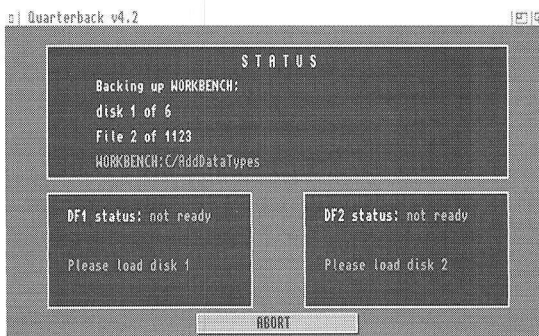 Quarterback v4.2
STATUS
Backing up WORKBENCH:
disk 1 of 6
File 2 of 1123
WORKBENCH:C/AddDataTypes
DF1 status: not ready
Please load disk 1
DF2 status: not ready
Please load disk 2
ABORT